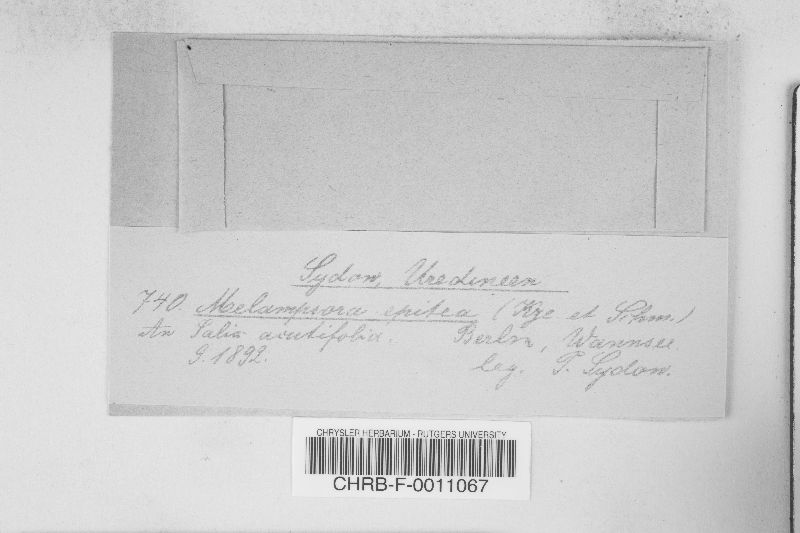 Sydow, Uredineen
740. Melampsora epitea (Kze et Schm.)
An Salix acutifolia. Berlin, Wannsee
9. 1892. leg. P. Sydow.
CHRYSLER HERBARIUM - RUTGERS UNIVERSITY
CHRB-F-0011067